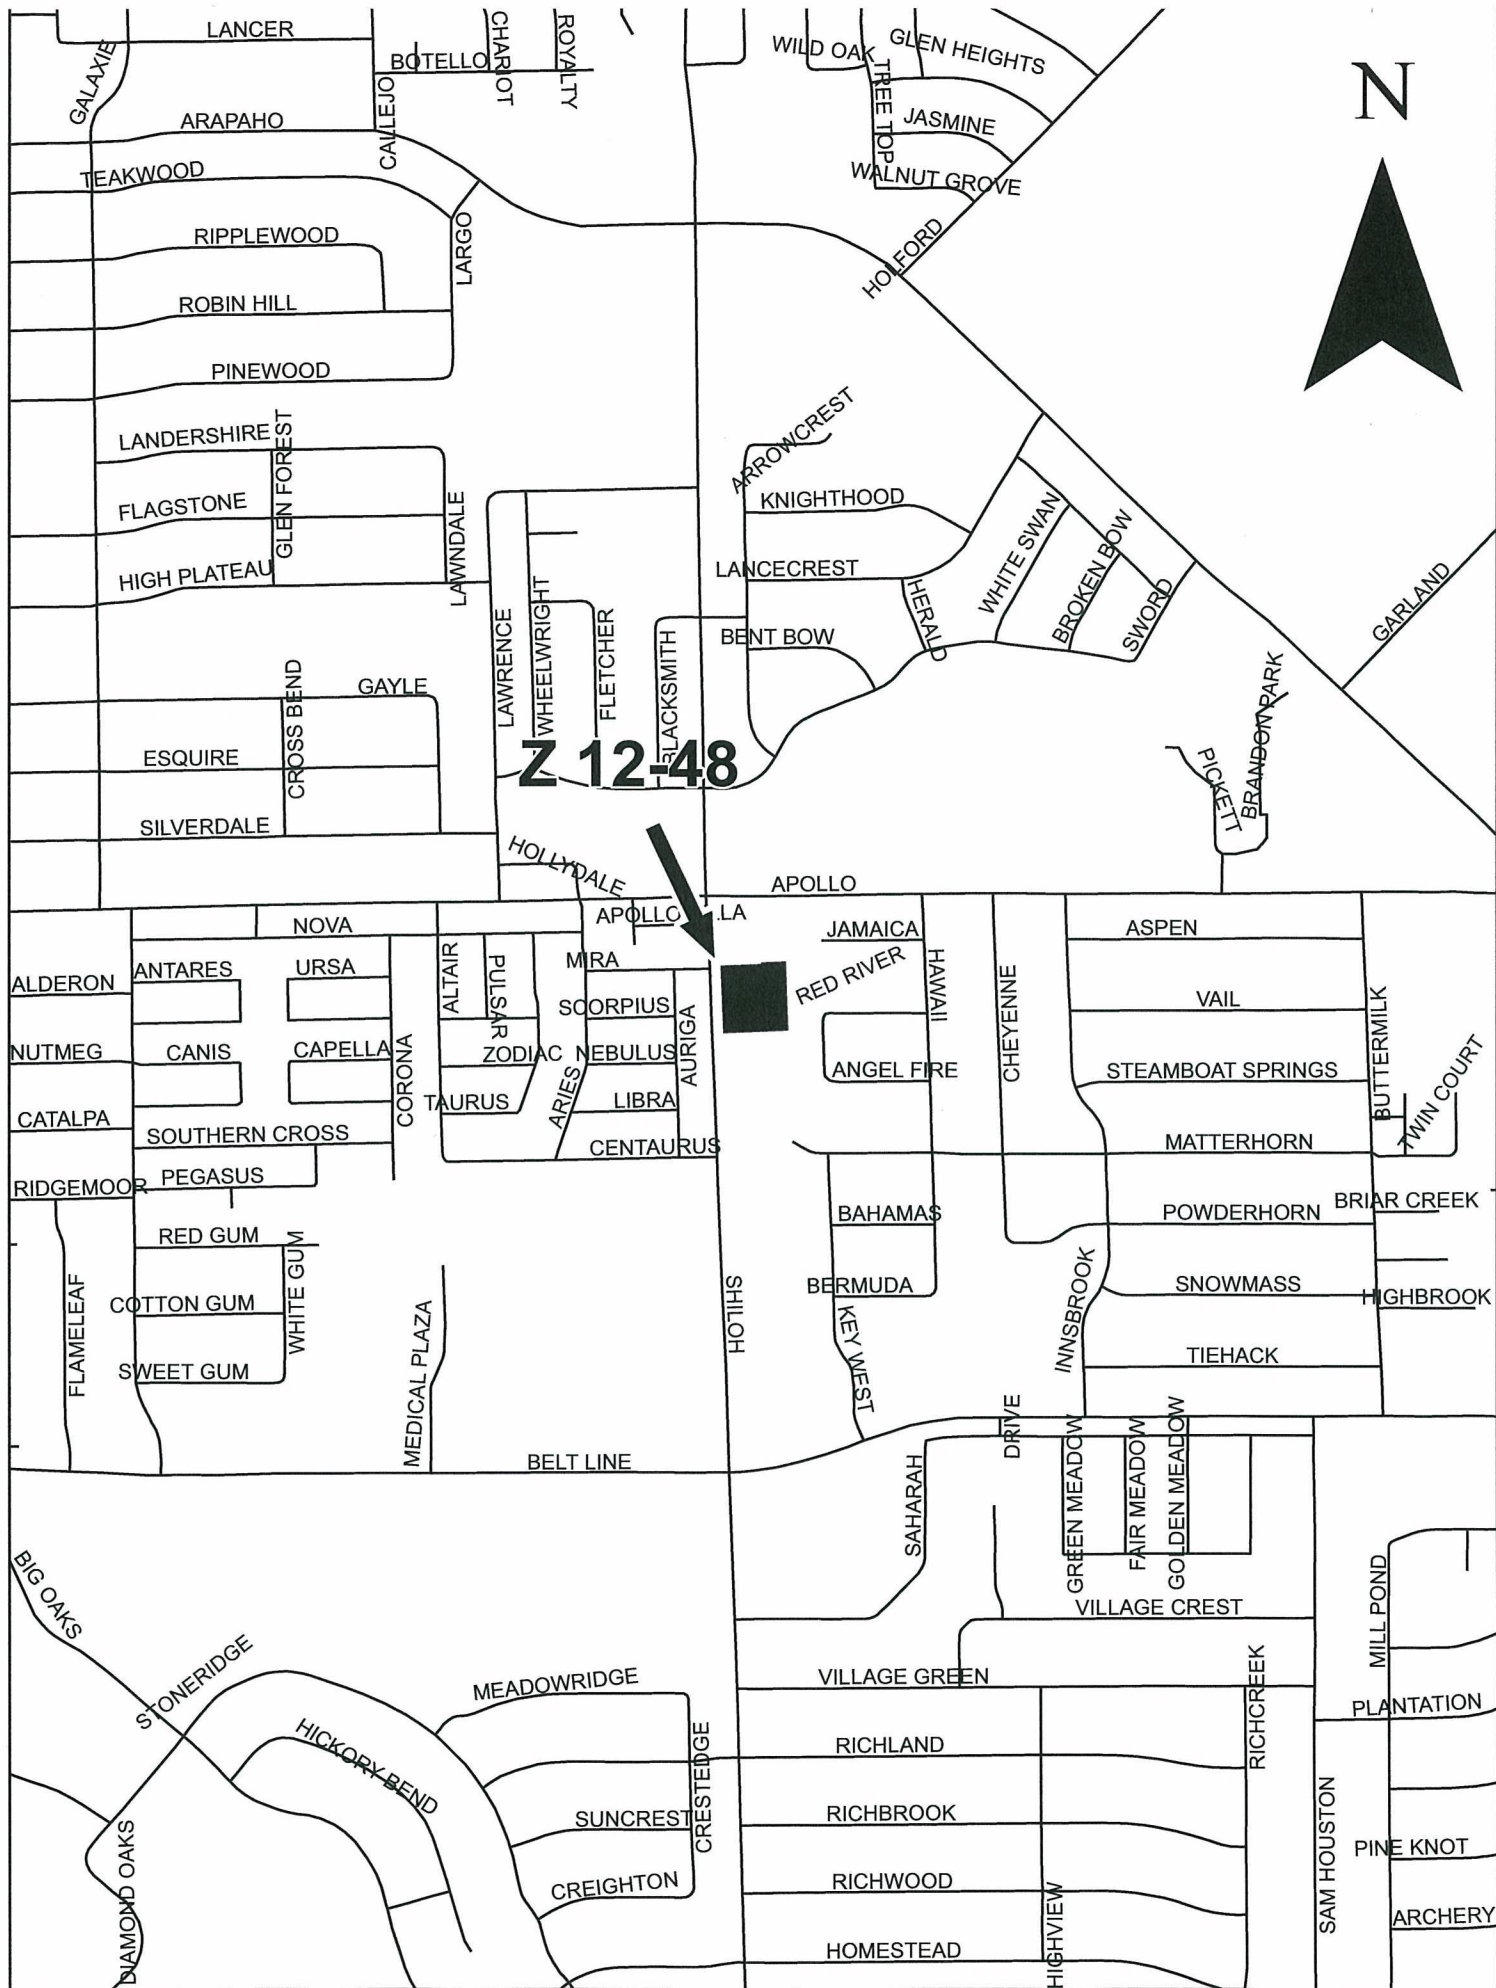 LANCER
CHARIOT
ROYALTY
WILD OAK
GLEN HEIGHTS
GALAXIE
BOTELLO
N
CALLEJO
TREE TOP
ARAPAHO
JASMINE
TEAKWOOD
WALNUT GROVE
RIPPLEWOOD
LARGO
HOLFORD
ROBIN HILL
PINEWOOD
LANDERSHIRE
GLEN FOREST
ARROWCREST
FLAGSTONE
KNIGHTHOOD
LAWNDALE
WHITE SWAN
BROKEN BOW
HIGH PLATEAU
LANCECREST
HERALD
SWORD
GARLAND
LAWRENCE
WHEELWRIGHT
FLETCHER
BLACKSMITH
BENT BOW
GAYLE
CROSS BEND
BRANDON PARK
ESQUIRE
Z 12-48
PICKETT
SILVERDALE
HOLLYDALE
APOLLO
NOVA
APOLLO
LA
JAMAICA
ASPEN
ALDERON
ANTARES
URSA
ALTAIR
PULSAR
MIRA
RED RIVER
HAWAII
CHEYENNE
VAIL
BUTTERMILK
SCORPIUS
AURIGA
NUTMEG
CANIS
CAPELLA
CORONA
ZODIAC
NEBULUS
ANGEL FIRE
STEAMBOAT SPRINGS
TWIN COURT
CATALPA
TAURUS
ARIES
LIBRA
SOUTHERN CROSS
CENTAURUS
MATTERHORN
RIDGEMOOR
PEGASUS
BRIAR CREEK
BAHAMAS
POWDERHORN
RED GUM
WHITE GUM
BERMUDA
INNSBROOK
SNOWMASS
HIGHBROOK
FLAMELEAF
COTTON GUM
MEDICAL PLAZA
SHILOH
KEY WEST
TIEHACK
SWEET GUM
DRIVE
BELT LINE
SAHARAH
GREEN MEADOW
FAIR MEADOW
GOLDEN MEADOW
BIG OAKS
VILLAGE CREST
MILL POND
STONERIDGE
MEADOWRIDGE
VILLAGE GREEN
RICHCREEK
PLANTATION
HICKORY BEND
CRESTEDGE
RICHLAND
SUNCREST
RICHBROOK
SAM HOUSTON
PINE KNOT
DIAMOND OAKS
CREIGHTON
RICHWOOD
HIGHVIEW
ARCHERY
HOMESTEAD